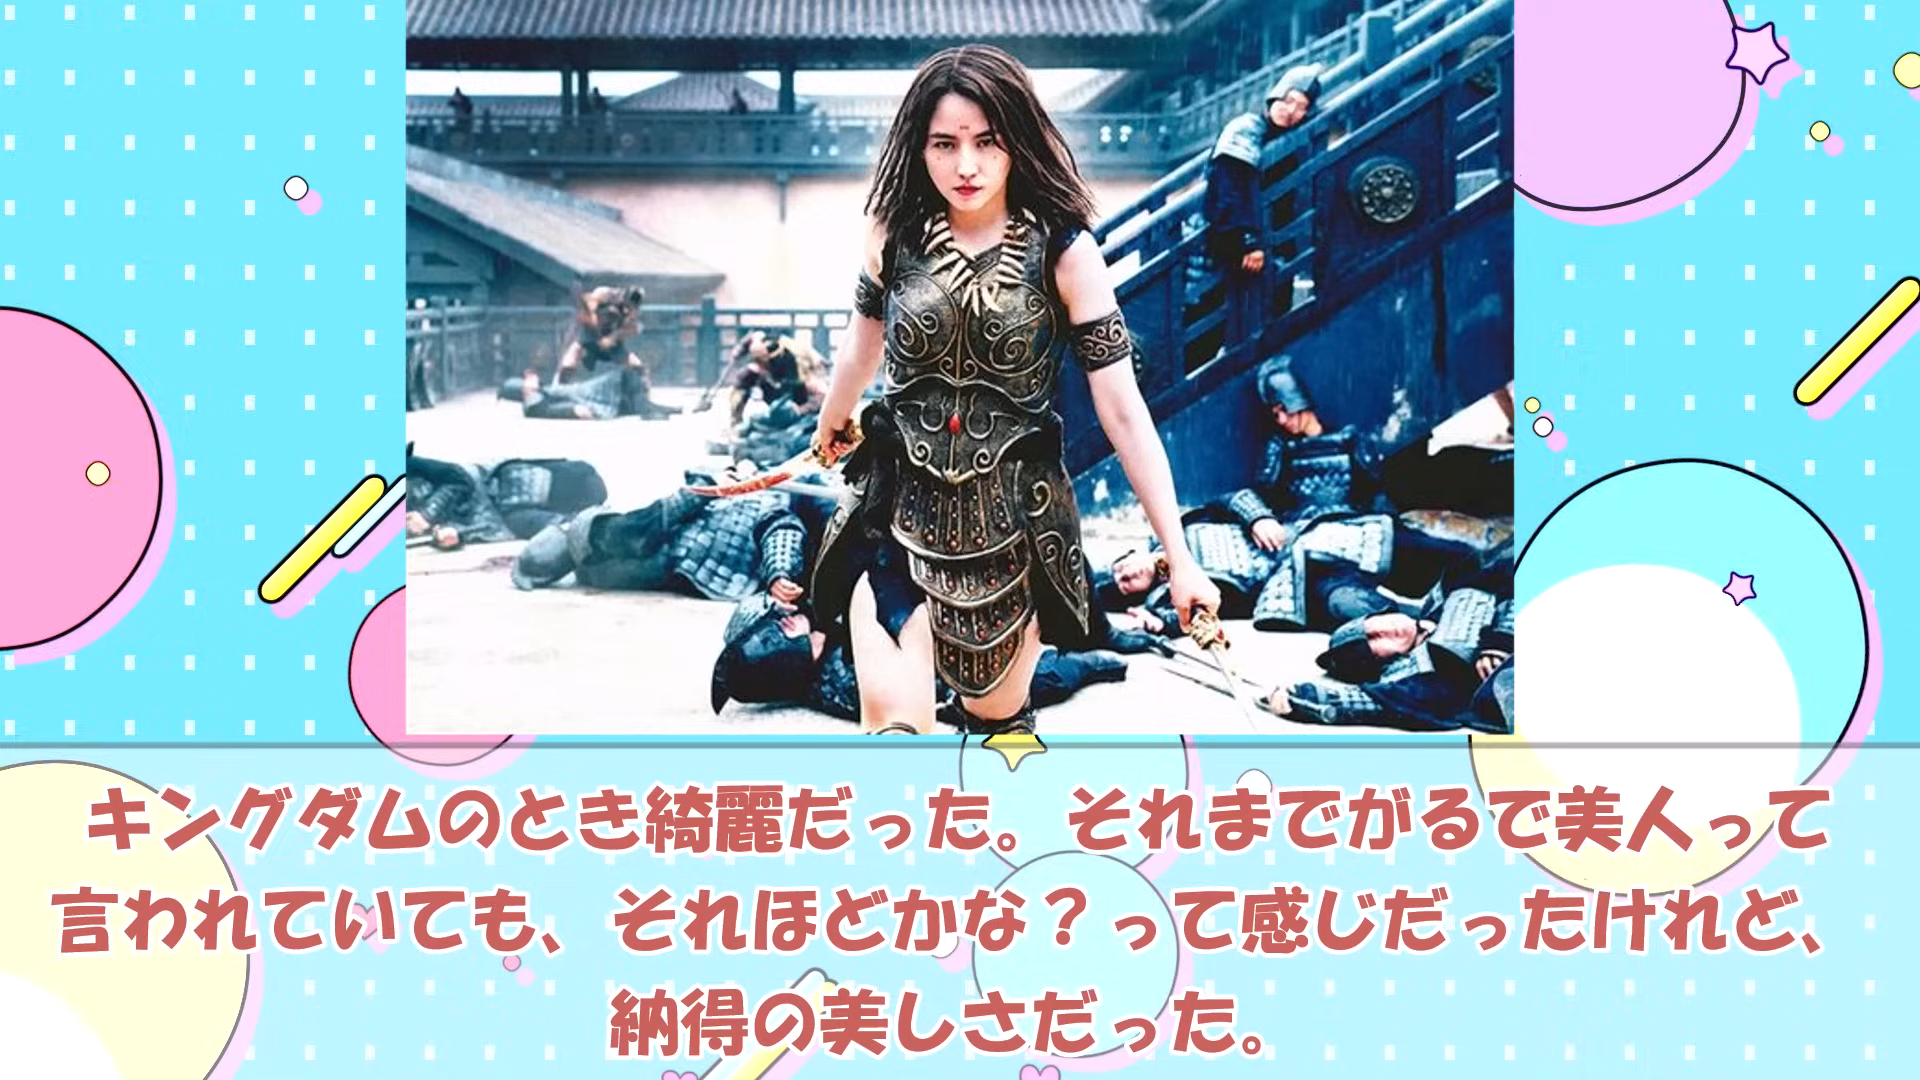 キングダムのとき綺麗だった。それまでがるで美人って
言われていても、それほどかな？って感じだったけれど、
納得の美しさだった。